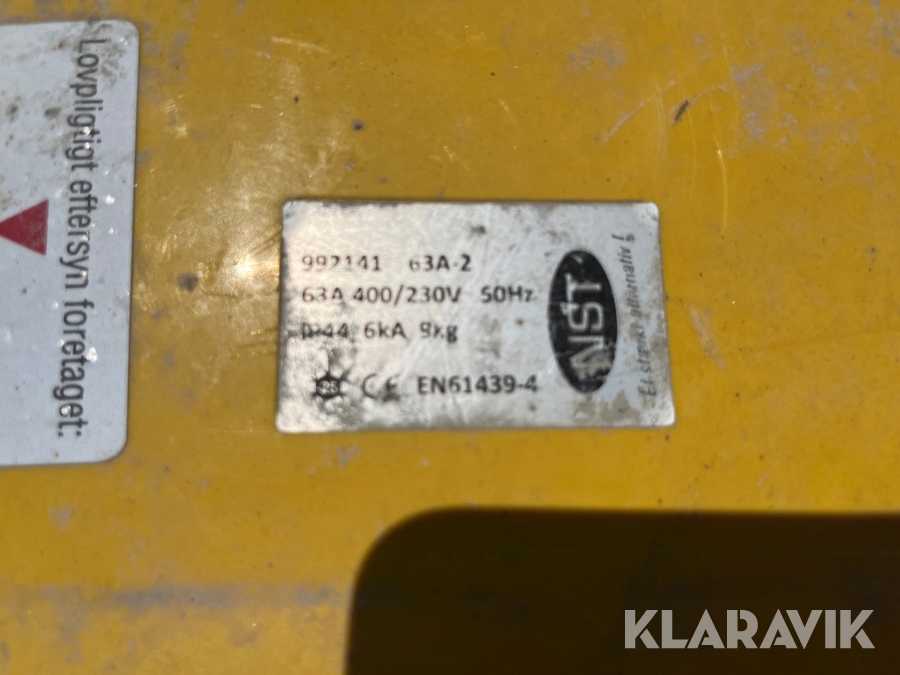 Lovpligtigt eftersyn foretaget:
992141 63A-2
63A 400/230V 50Hz
6kA 9kg
CE EN61439-4
NST
Et stærkt alternativ!
KLARAVIK